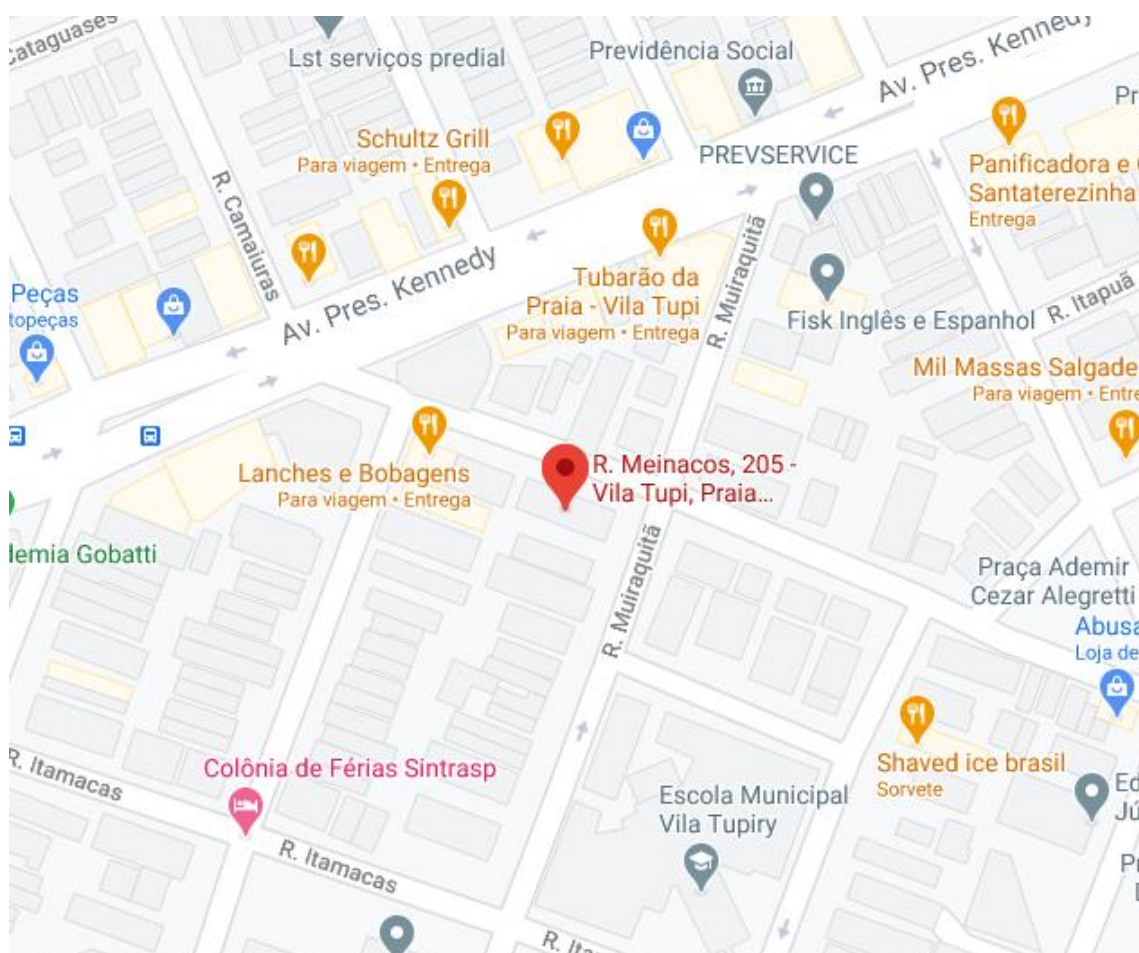 Cataguases
Lst serviços predial
Previdência Social
Av. Pres. Kennedy
Schultz Grill
Para viagem • Entrega
PREVSERVICE
Panificadora e
Santaterezinha
Entrega
R. Camaiuras
Av. Pres. Kennedy
Tubarão da
Praia - Vila Tupi
Para viagem • Entrega
R. Muiraquitã
Fisk Inglês e Espanhol
R. Itapuã
Peças
topeças
Mil Massas Salgade
Para viagem • Entre
Lanches e Bobagens
Para viagem • Entrega
R. Meinacos, 205 -
Vila Tupi, Praia...
demia Gobatti
R. Muiraquitã
Praça Ademir
Cezar Alegretti
Abusa
Loja de
R. Itamacas
Colônia de Férias Sintrasp
Shaved ice brasil
Sorvete
Escola Municipal
Vila Tupiry
Ed
Jú
R. Itamacas
R. Ita